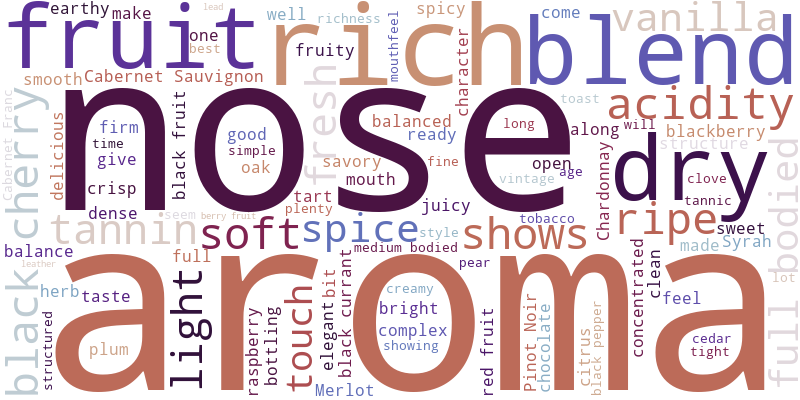 earthy
make
lead
fruit
one
best
well
richness
rich
fruity
mouthfeel
spicy
come
vanilla
blend
smooth
Cabernet Sauvignon
character
toast
acidity
Cabernet Franc
black cherry
delicious
nose
firm
time
give
crisp
dense
black fruit
good
simple
oak
fresh
balanced
ready
savory
fine
mouth
long
along
will
blackberry
structure
open
vintage
age
dry
clove
tannic
full bodied
tart
plenty
juicy
tobacco
Chardonnay
ripe
sweet
tannin
seem
berry fruit
soft
spice
style
shows
made
Syrah
balance
leather
full
medium bodied
pear
herb
taste
structured
aroma
plum
light
raspberry
bottling
touch
elegant
bit
black currant
creamy
bright
complex
showing
Merlot
red fruit
Pinot Noir
chocolate
citrus
black pepper
concentrated
clean
feel
lot
cedar
tight